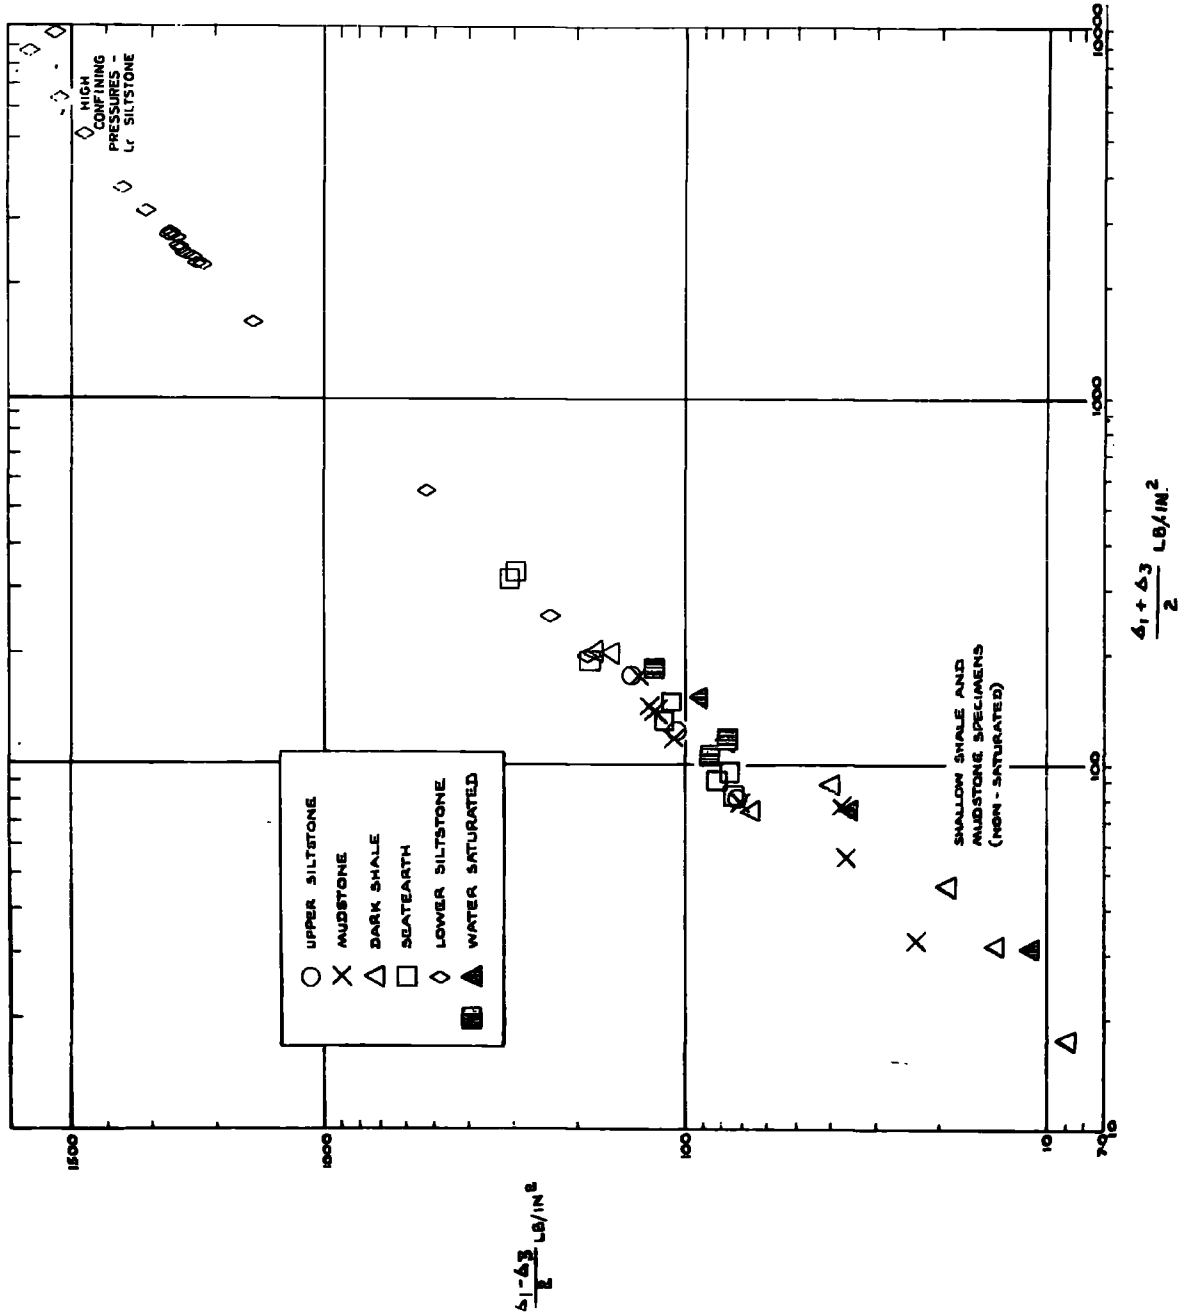 HIGH
CONFINING
PRESSURES -
Lr SILTSTONE
1500
1000
100
10
7·0
σ₁ - σ₃
2
LB/IN²
UPPER SILTSTONE
MUDSTONE
DARK SHALE
SEATEARTH
LOWER SILTSTONE
WATER SATURATED
SHALLOW SHALE AND
MUDSTONE SPECIMENS
(NON - SATURATED)
10
100
1000
10000
σ₁ + σ₃
2
LB/IN²